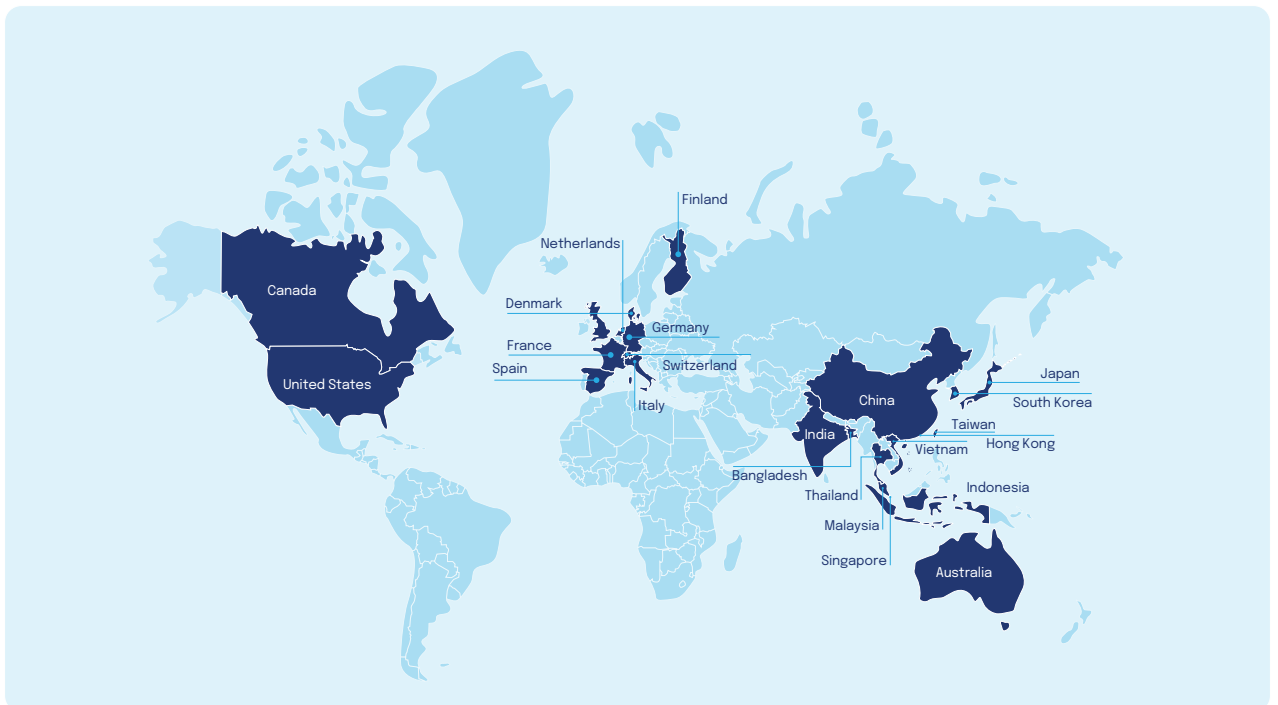 Finland
Netherlands
Canada
Denmark
Germany
France
Switzerland
Spain
Japan
United States
China
South Korea
Italy
Taiwan
India
Hong Kong
Vietnam
Bangladesh
Indonesia
Thailand
Malaysia
Singapore
Australia